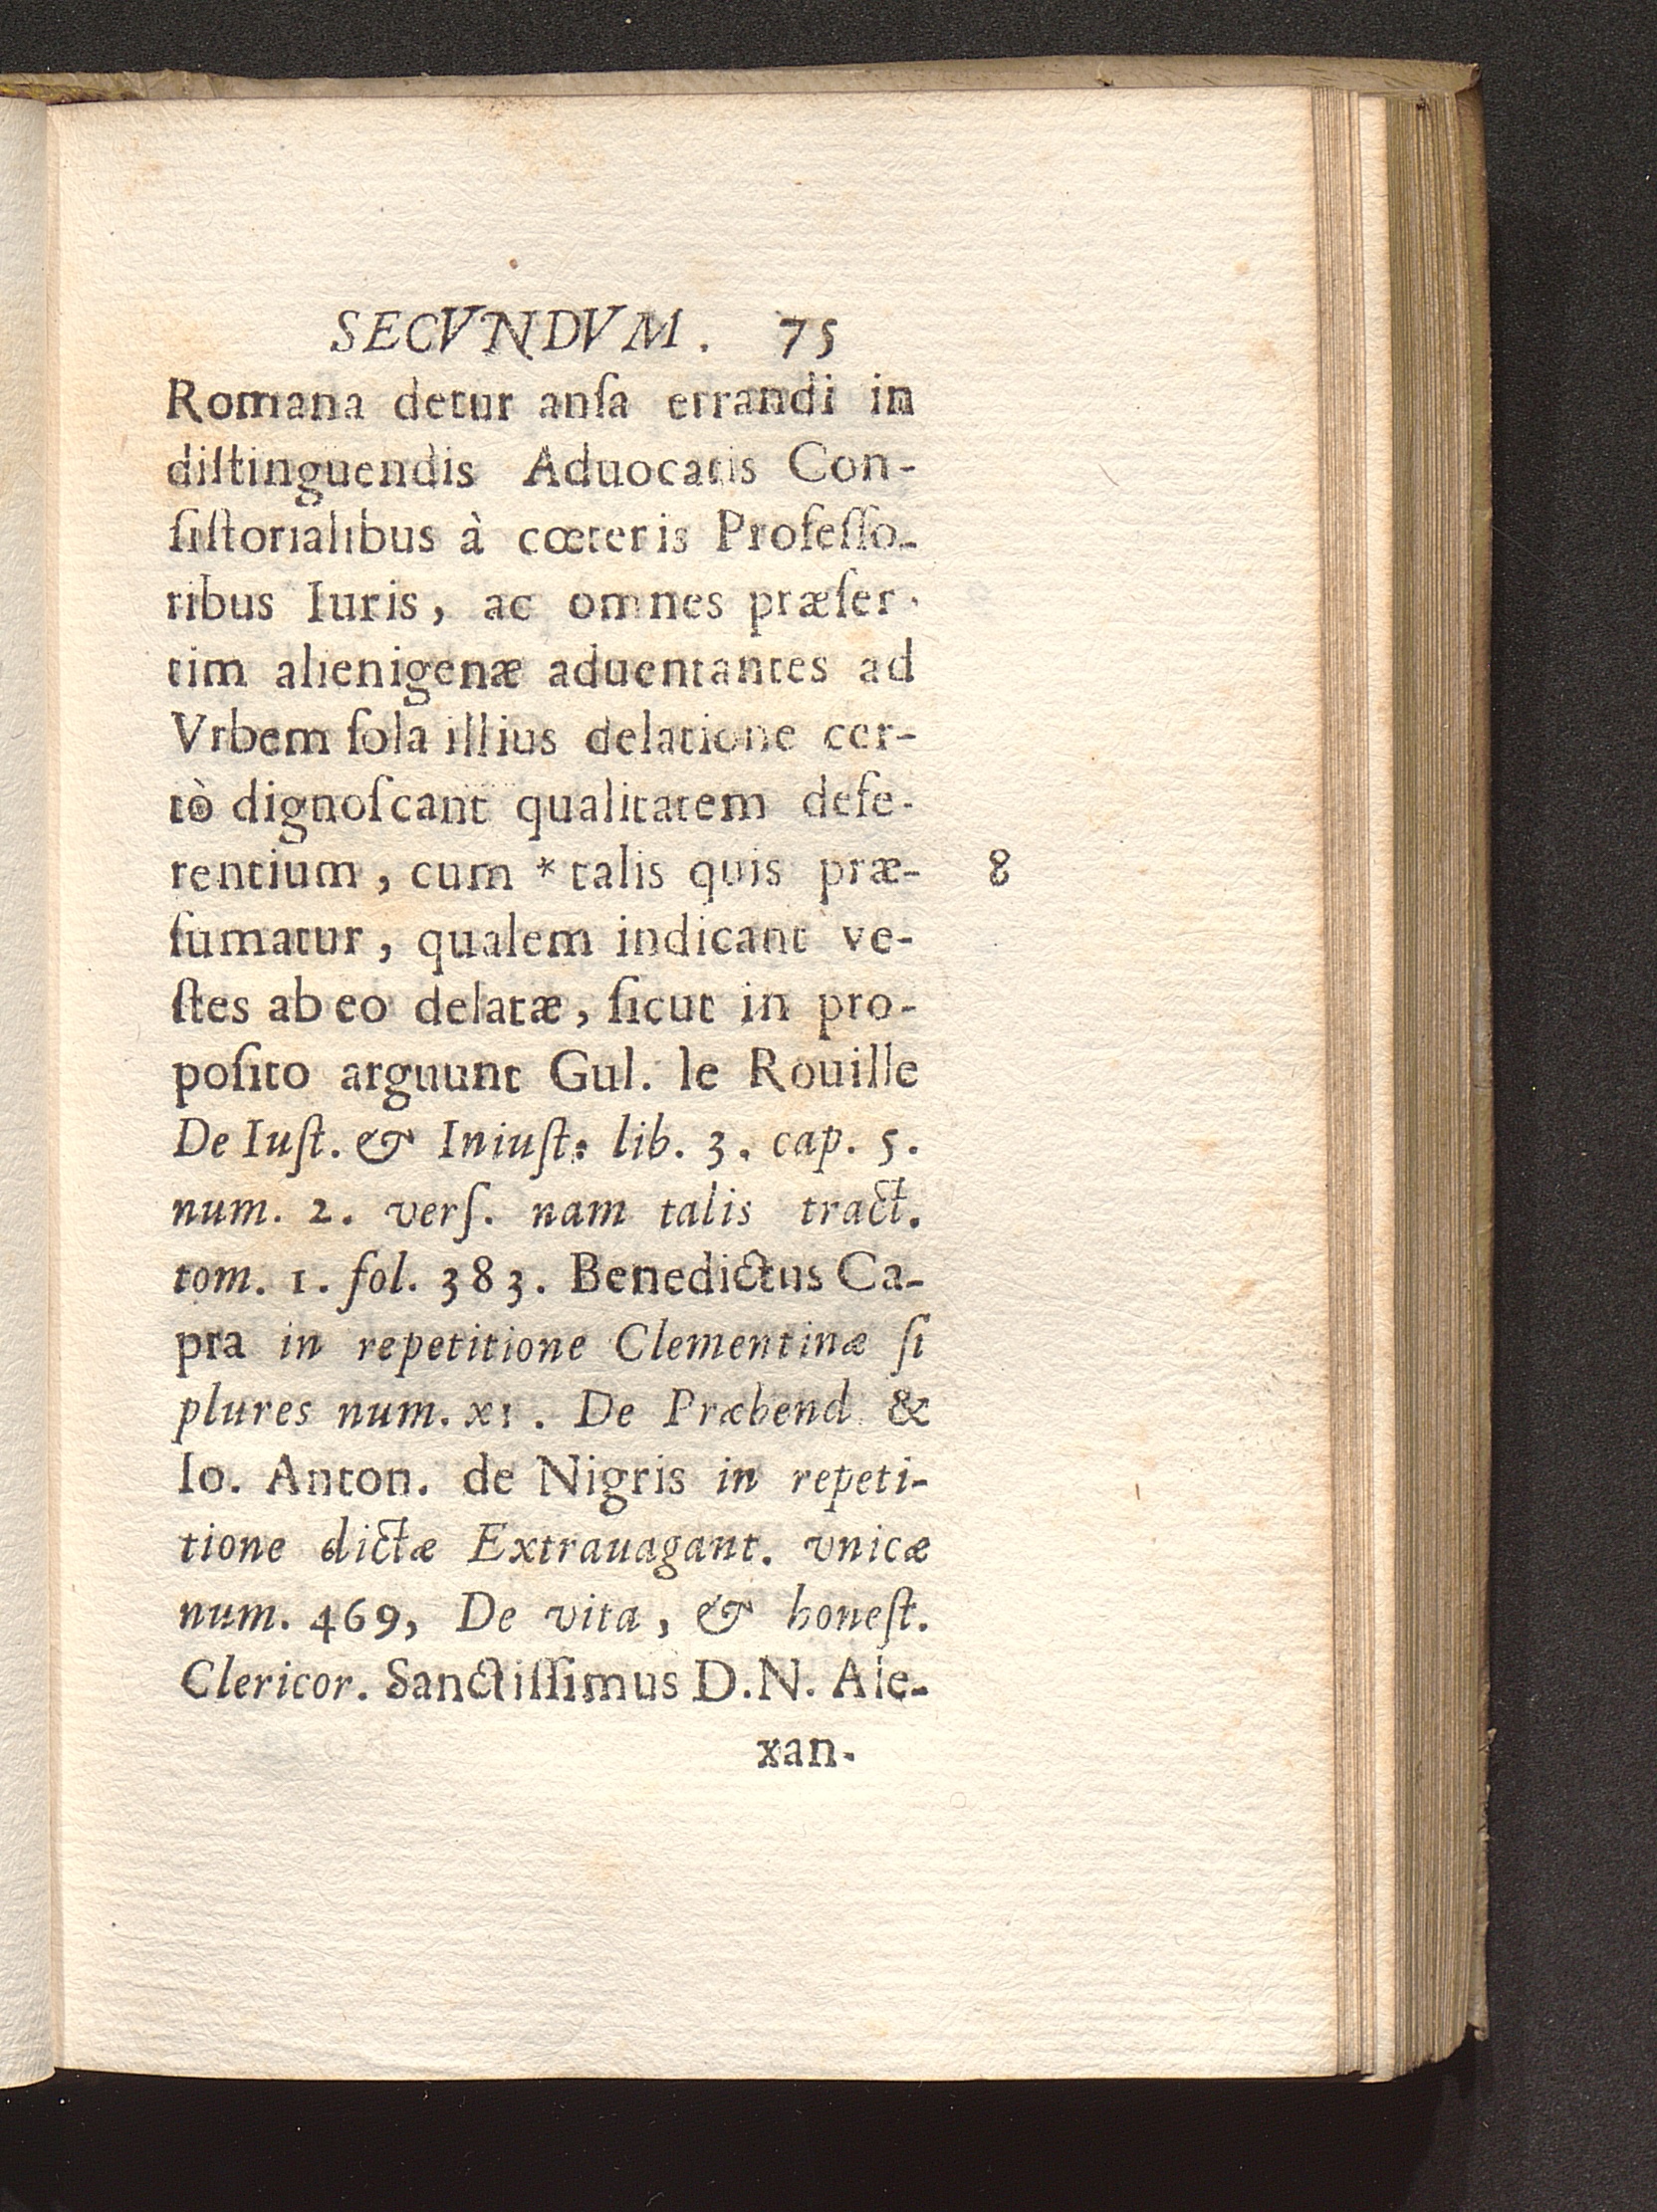 SECVNDVM. 75
Romana detur anſa errandi in
diſtinguendis Aduocatis Con-
ſiſtorialibus à cœteris Profeſſo-
ribus Iuris, ac omnes præſer-
tim alienigenæ aduentantes ad
Vrbem ſola illius delatione cer-
tò dignoſcant qualitatem defe-
rentium, cum * talis quis præ- 8
ſumatur, qualem indicant ve-
ſtes ab eo delatæ, ſicut in pro-
poſito arguunt Gul. le Rouille
De Iuſt. & Iniuſt: lib. 3. cap. 5.
num. 2. verſ. nam talis tract.
tom. 1. fol. 383. Benedictus Ca-
pra in repetitione Clementinæ ſi
plures num. xi. De Præbend. &
Io. Anton. de Nigris in repeti-
tione dictæ Extrauagant. vnicæ
num. 469, De vita, & honeſt.
Clericor. Sanctiſſimus D.N. Ale-
xan-